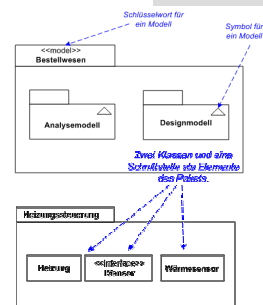 Schlüsselwort für
ein Modell
Symbol für
ein Modell
<<model>>
Bestellwesen
Analysemodell
Designmodell
Zwei Klassen und eine
Schnittstelle als Elemente
des Pakets
Heizungssteuerung
Heizung
<<interface>>
ISensor
Wärmesensor